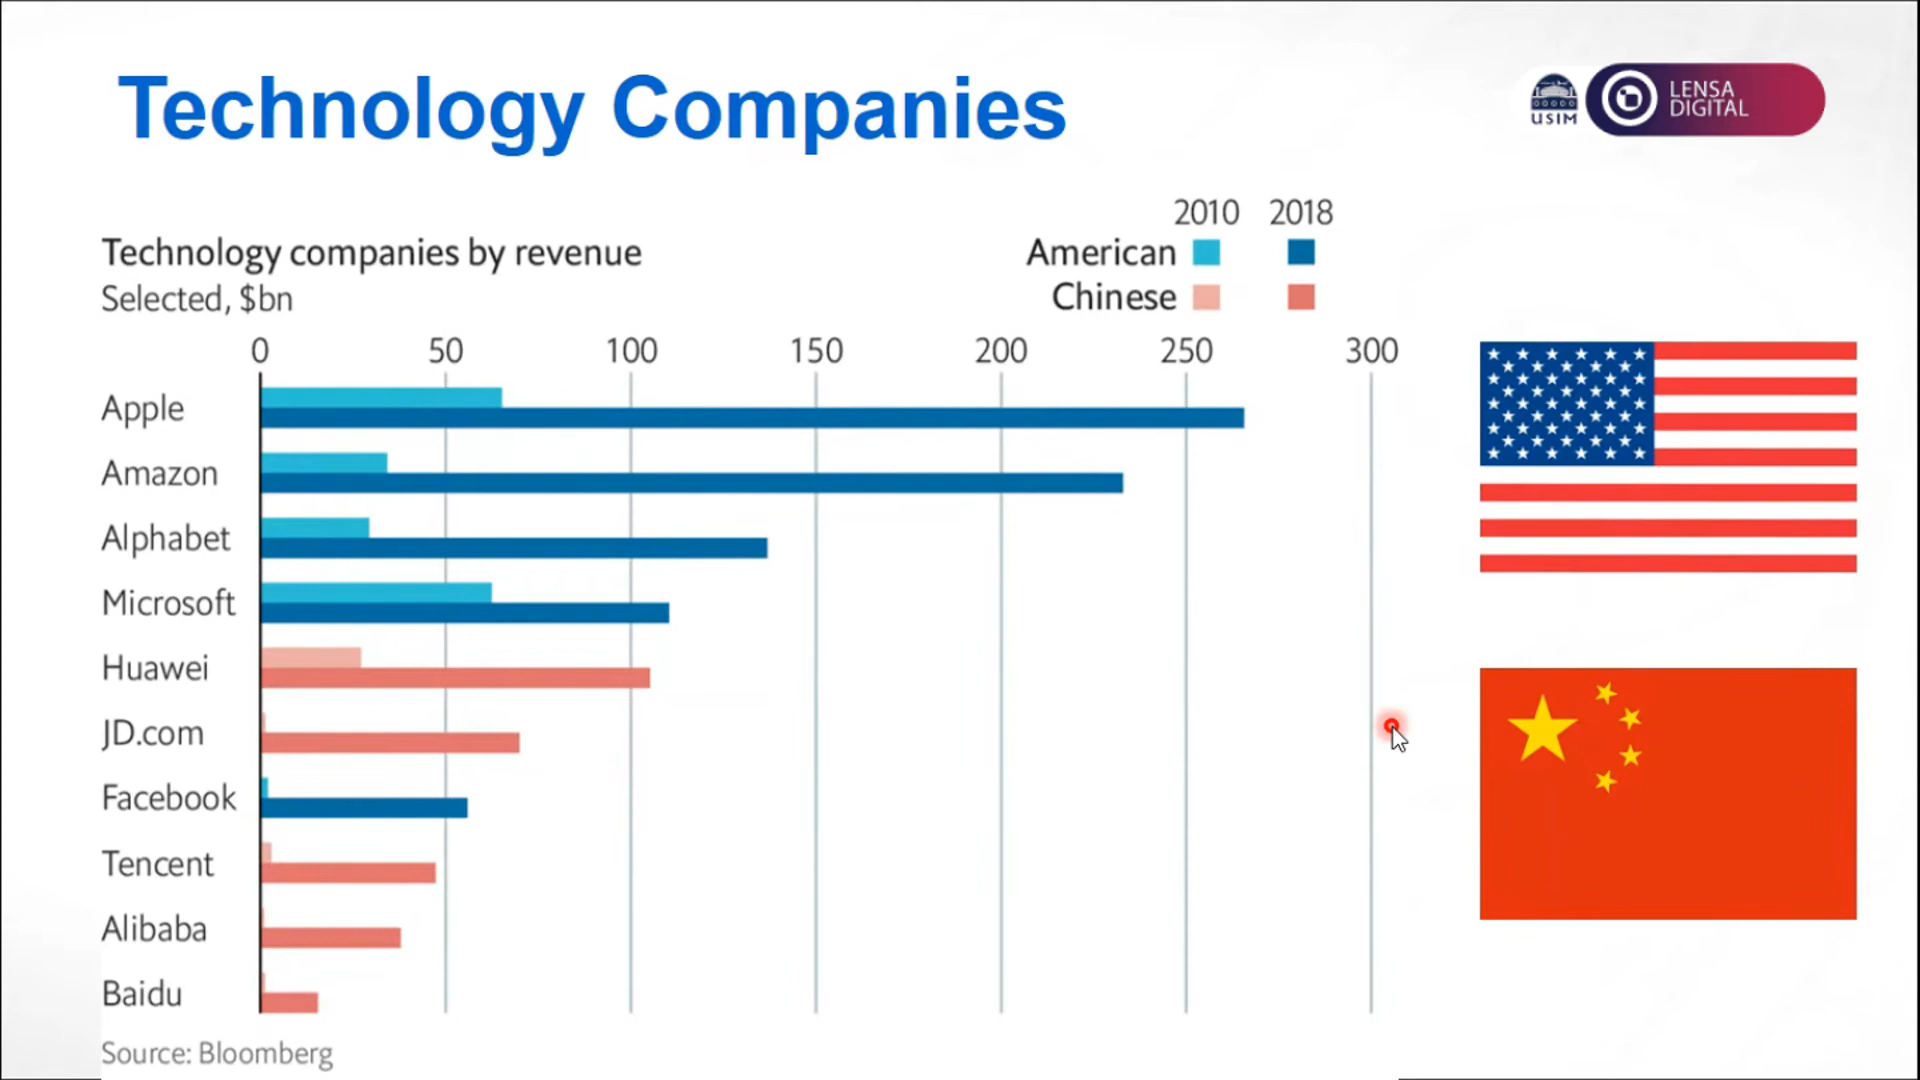 Technology Companies
USIM
LENSA
DIGITAL
2010 2018
Technology companies by revenue
American
Selected, $bn
Chinese
0 50 100 150 200 250 300
Apple
Amazon
Alphabet
Microsoft
Huawei
JD.com
Facebook
Tencent
Alibaba
Baidu
Source: Bloomberg